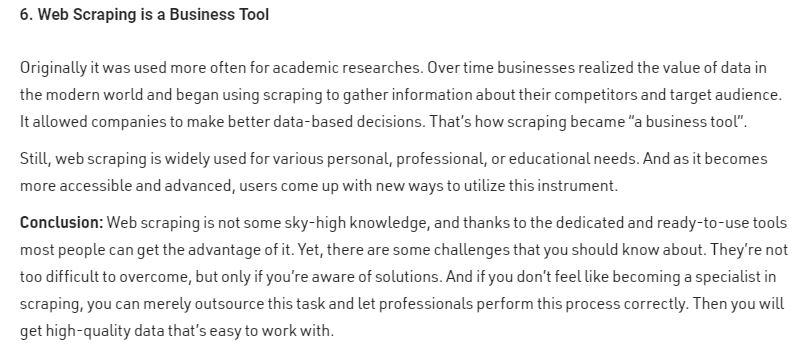 6. Web Scraping is a Business Tool
Originally it was used more often for academic researches. Over time businesses realized the value of data in
the modern world and began using scraping to gather information about their competitors and target audience.
It allowed companies to make better data-based decisions. That's how scraping became “a business tool”.
Still, web scraping is widely used for various personal, professional, or educational needs. And as it becomes
more accessible and advanced, users come up with new ways to utilize this instrument.
Conclusion: Web scraping is not some sky-high knowledge, and thanks to the dedicated and ready-to-use tools
most people can get the advantage of it. Yet, there are some challenges that you should know about. They're not
too difficult to overcome, but only if you're aware of solutions. And if you don't feel like becoming a specialist in
scraping, you can merely outsource this task and let professionals perform this process correctly. Then you will
get high-quality data that's easy to work with.